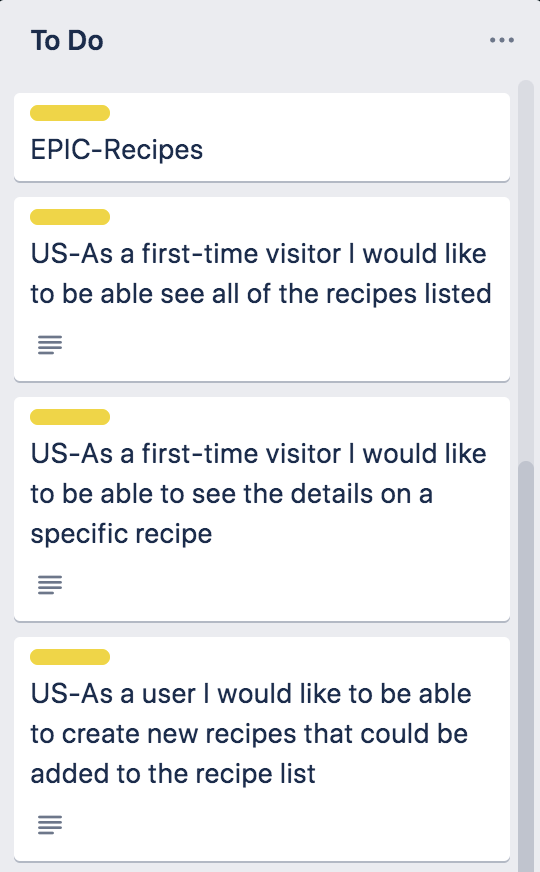 To Do
EPIC-Recipes
US-As a first-time visitor I would like
to be able see all of the recipes listed
US-As a first-time visitor I would like
to be able to see the details on a
specific recipe
US-As a user I would like to be able
to create new recipes that could be
added to the recipe list